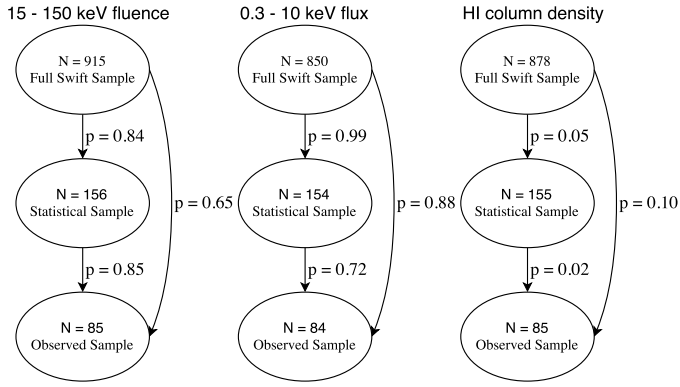 15 - 150 keV fluence
N = 915
Full Swift Sample
p = 0.84
N = 156
Statistical Sample
p = 0.65
p = 0.85
N = 85
Observed Sample
0.3 - 10 keV flux
N = 850
Full Swift Sample
p = 0.99
N = 154
Statistical Sample
p = 0.88
p = 0.72
N = 84
Observed Sample
HI column density
N = 878
Full Swift Sample
p = 0.05
N = 155
Statistical Sample
p = 0.10
p = 0.02
N = 85
Observed Sample